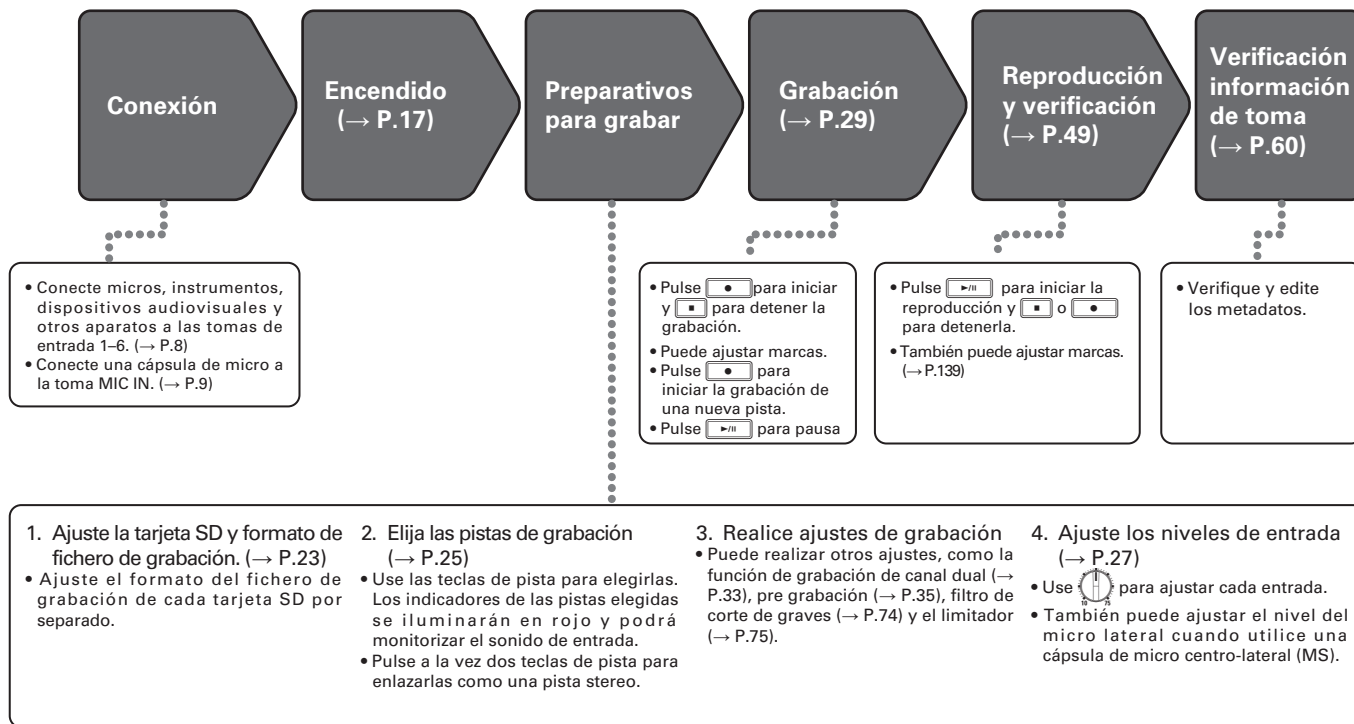 Conexión
Encendido
(→ P.17)
Preparativos
para grabar
Grabación
(→ P.29)
Reproducción
y verificación
(→ P.49)
Verificación
información
de toma
(→ P.60)
• Conecte micros, instrumentos,
dispositivos audiovisuales y
otros aparatos a las tomas de
entrada 1–6. (→ P.8)
• Conecte una cápsula de micro a
la toma MIC IN. (→ P.9)
• Pulse para iniciar
y para detener la
grabación.
• Puede ajustar marcas.
• Pulse para
iniciar la grabación de
una nueva pista.
• Pulse para pausa
• Pulse para iniciar la
reproducción y o
para detenerla.
• También puede ajustar marcas.
(→P.139)
• Verifique y edite
los metadatos.
1. Ajuste la tarjeta SD y formato de
fichero de grabación. (→ P.23)
• Ajuste el formato del fichero de
grabación de cada tarjeta SD por
separado.
2. Elija las pistas de grabación
(→ P.25)
• Use las teclas de pista para elegirlas.
Los indicadores de las pistas elegidas
se iluminarán en rojo y podrá
monitorizar el sonido de entrada.
• Pulse a la vez dos teclas de pista para
enlazarlas como una pista stereo.
3. Realice ajustes de grabación
• Puede realizar otros ajustes, como la
función de grabación de canal dual (→
P.33), pre grabación (→ P.35), filtro de
corte de graves (→ P.74) y el limitador
(→ P.75).
4. Ajuste los niveles de entrada
(→ P.27)
• Use 10 75 para ajustar cada entrada.
• También puede ajustar el nivel del
micro lateral cuando utilice una
cápsula de micro centro-lateral (MS).